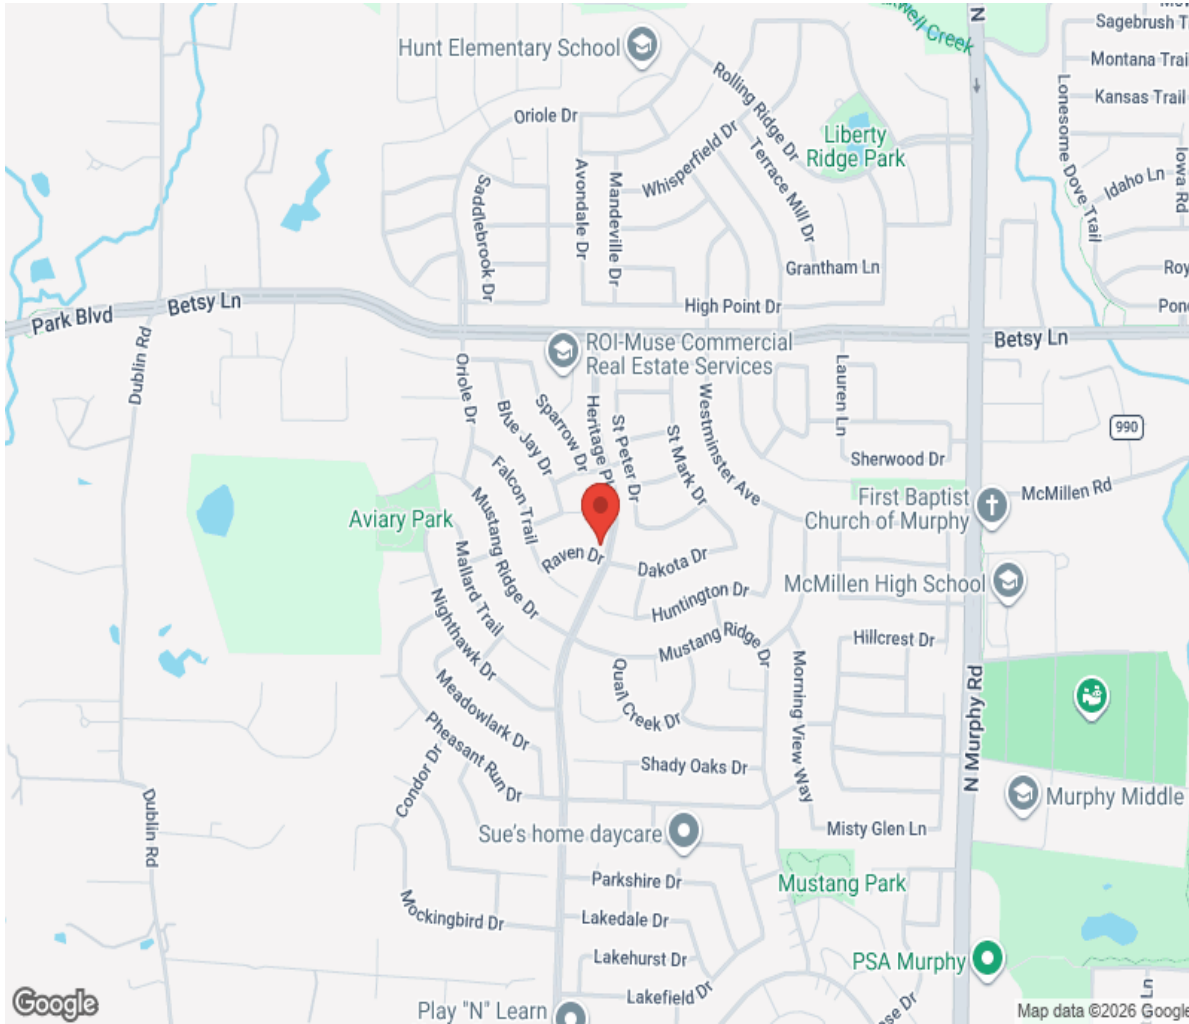 Hunt Elementary School
Sagebrush T
Montana Trai
Kansas Trail
Lonesome Dove Trail
Iowa Rd
Idaho Ln
Roy
Pond
N
Oriole Dr
Rolling Ridge Dr
Liberty
Ridge Park
Whisperfield Dr
Terrace Mill Dr
Saddlebrook Dr
Avondale Dr
Mandeville Dr
Grantham Ln
High Point Dr
Park Blvd
Betsy Ln
Betsy Ln
Dublin Rd
ROI-Muse Commercial
Real Estate Services
Oriole Dr
Blue Jay Dr
Sparrow Dr
Heritage Pk
St Peter Dr
St Mark Dr
Westminster Ave
Lauren Ln
990
Sherwood Dr
McMillen Rd
First Baptist
Church of Murphy
Falcon Trail
Mustang Ridge Dr
Aviary Park
Mallard Trail
Nighthawk Dr
Raven Dr
Dakota Dr
Huntington Dr
McMillen High School
Mustang Ridge Dr
Hillcrest Dr
Quail Creek Dr
Morning View Way
N Murphy Rd
Meadowlark Dr
Pheasant Run Dr
Condor Dr
Shady Oaks Dr
Murphy Middle
Dublin Rd
Sue's home daycare
Misty Glen Ln
Parkshire Dr
Mustang Park
Mockingbird Dr
Lakedale Dr
Lakehurst Dr
PSA Murphy
Lakefield Dr
Play "N" Learn
Ln
Google
Map data ©2026 Google